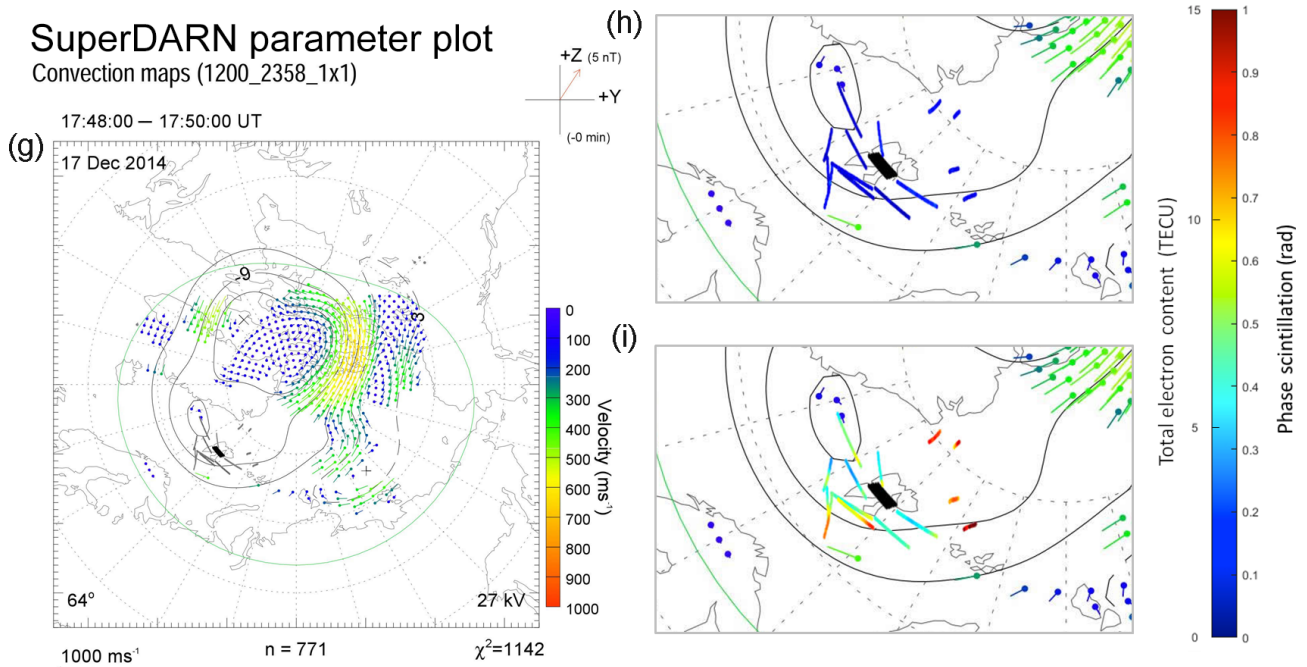 SuperDARN parameter plot
Convection maps (1200_2358_1x1)
+Z (5 nT)
+Y
(-0 min)
17:48:00 — 17:50:00 UT
(g)
17 Dec 2014
-9
3
64°
27 kV
1000 ms⁻¹
n = 771
χ²=1142
0
100
200
300
400
500
600
700
800
900
1000
Velocity (ms⁻¹)
(h)
(i)
15
10
5
0
Total electron content (TECU)
1
0.9
0.8
0.7
0.6
0.5
0.4
0.3
0.2
0.1
0
Phase scintillation (rad)